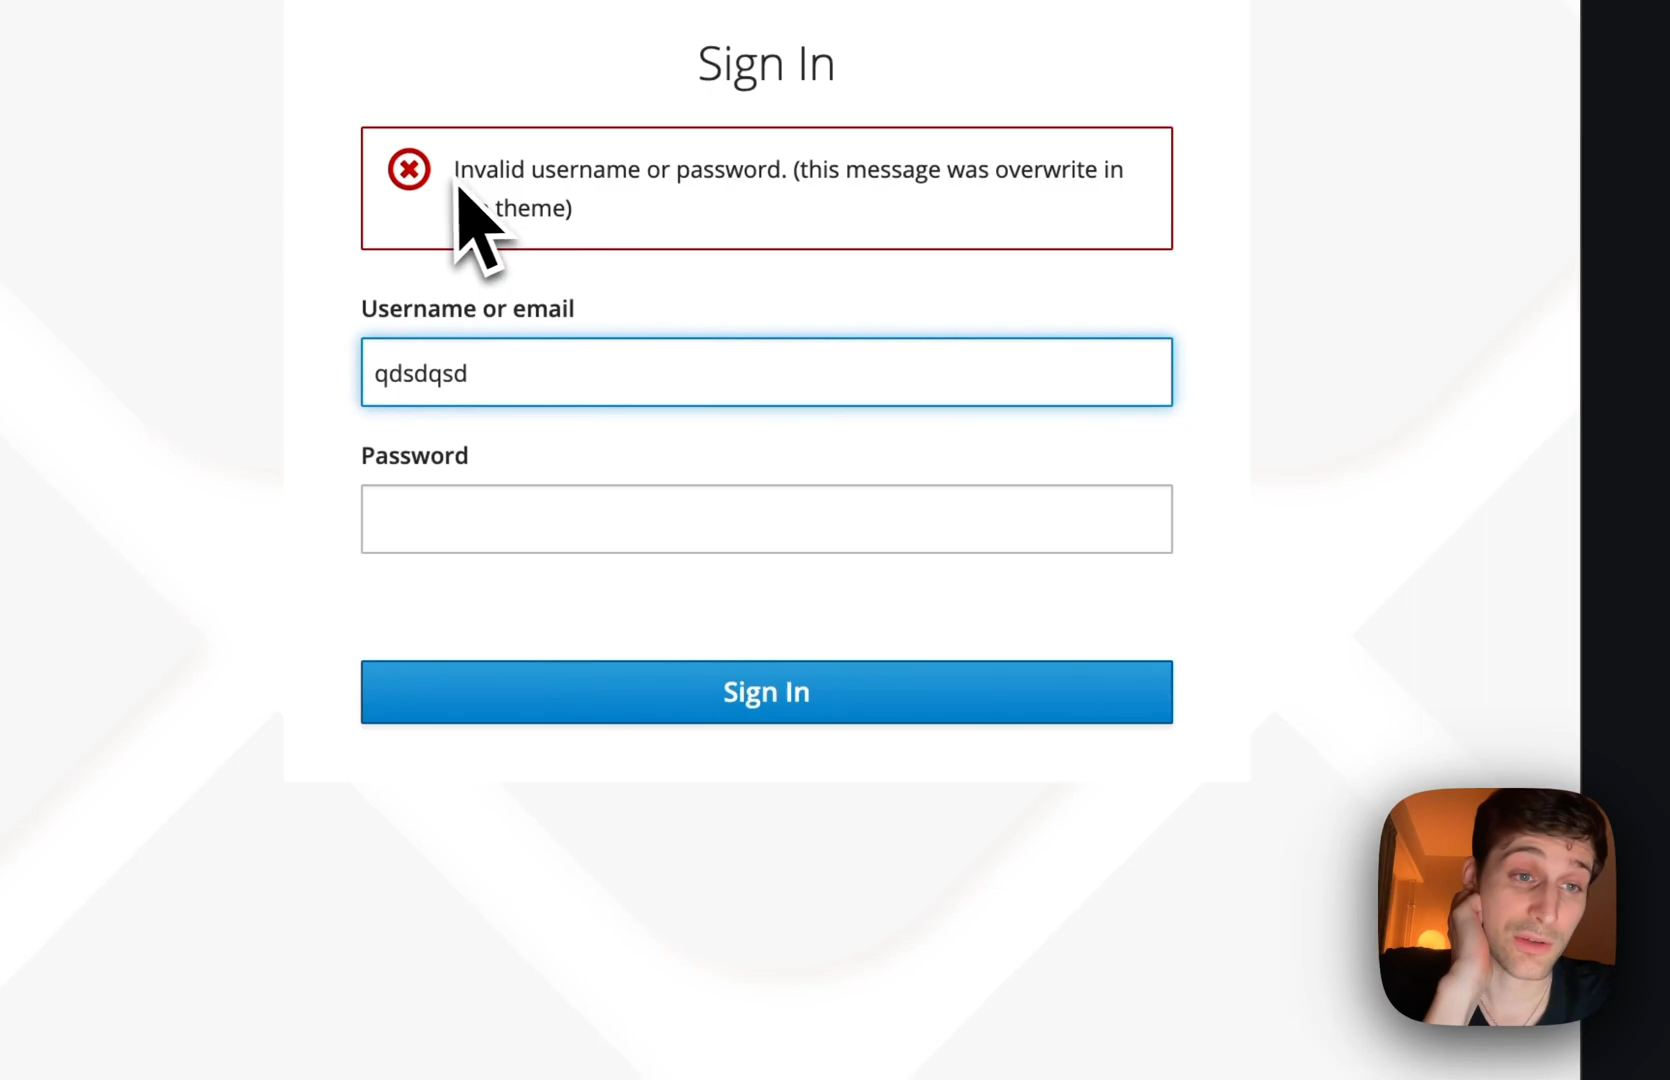 Sign In
Invalid username or password. (this message was overwrite in
theme)
Username or email
qdsdqsd
Password
Sign In